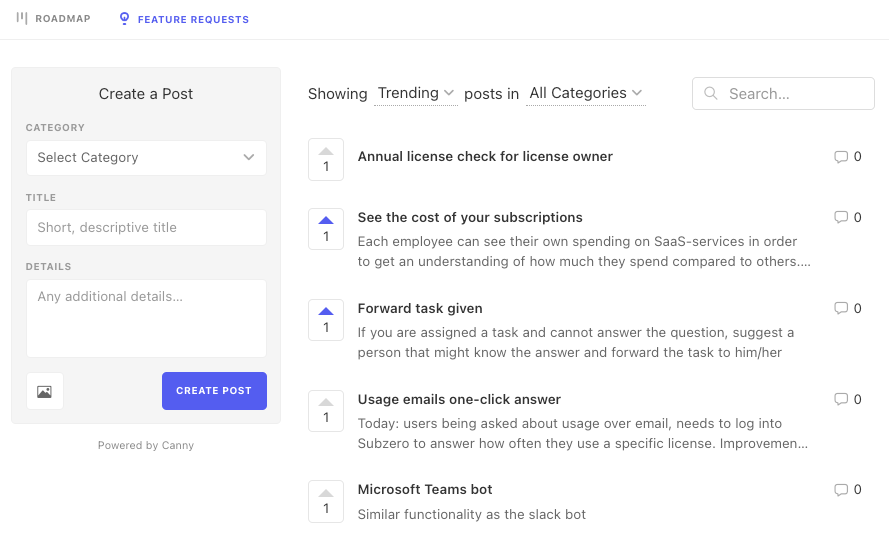 ROADMAP
FEATURE REQUESTS
Create a Post
CATEGORY
Select Category
TITLE
Short, descriptive title
DETAILS
Any additional details…
CREATE POST
Powered by Canny
Showing Trending posts in All Categories
Search…
1
Annual license check for license owner
0
1
See the cost of your subscriptions
0
Each employee can see their own spending on SaaS-services in order
to get an understanding of how much they spend compared to others....
1
Forward task given
0
If you are assigned a task and cannot answer the question, suggest a
person that might know the answer and forward the task to him/her
1
Usage emails one-click answer
0
Today: users being asked about usage over email, needs to log into
Subzero to answer how often they use a specific license. Improvemen...
1
Microsoft Teams bot
0
Similar functionality as the slack bot